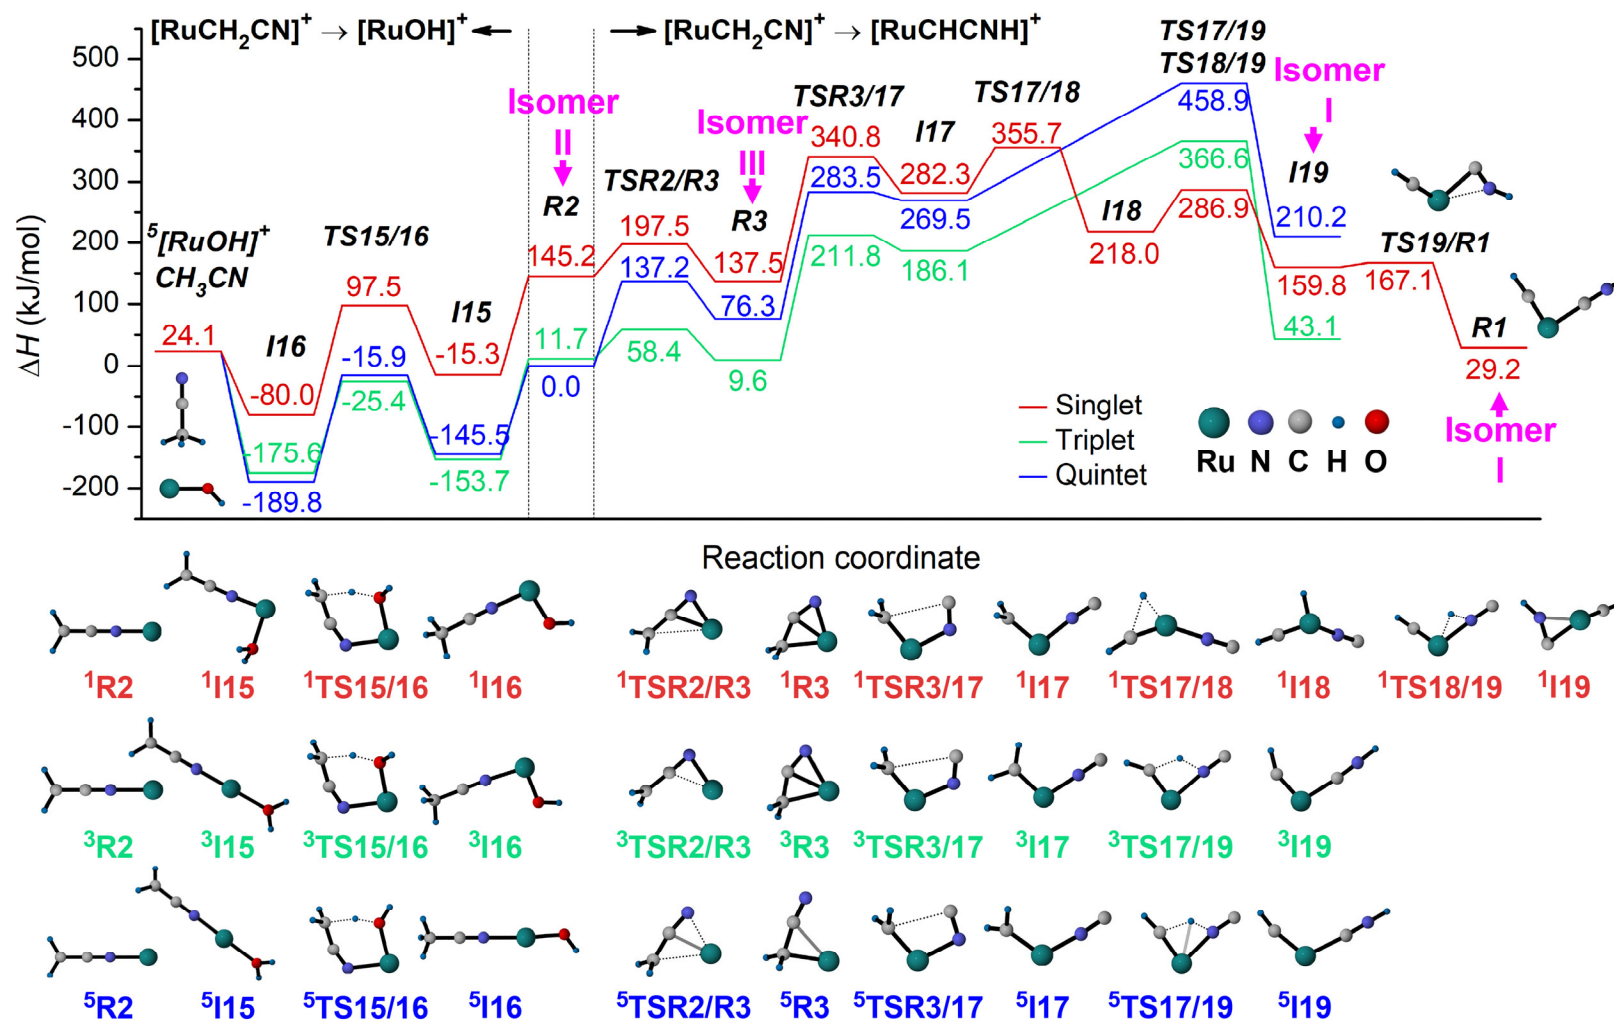 [RuCH₂CN]⁺ → [RuOH]⁺
[RuCH₂CN]⁺ → [RuCHCNH]⁺
TS17/19
TS18/19
Isomer
I
Isomer
II
Isomer
III
TSR3/17
TS17/18
I17
I19
I18
TS19/R1
R1
TSR2/R3
R3
R2
TS15/16
I15
I16
⁵[RuOH]⁺
CH₃CN
ΔH (kJ/mol)
500
400
300
200
100
0
-100
-200
24.1
-80.0
97.5
-15.3
145.2
197.5
137.5
340.8
282.3
355.7
218.0
286.9
159.8
167.1
29.2
-175.6
-25.4
-153.7
11.7
58.4
9.6
211.8
186.1
366.6
43.1
-189.8
-15.9
-145.5
0.0
137.2
76.3
283.5
269.5
458.9
210.2
Isomer
I
Singlet
Triplet
Quintet
Ru N C H O
Reaction coordinate
¹R2 ¹I15 ¹TS15/16 ¹I16 ¹TSR2/R3 ¹R3 ¹TSR3/17 ¹I17 ¹TS17/18 ¹I18 ¹TS18/19 ¹I19
³R2 ³I15 ³TS15/16 ³I16 ³TSR2/R3 ³R3 ³TSR3/17 ³I17 ³TS17/19 ³I19
⁵R2 ⁵I15 ⁵TS15/16 ⁵I16 ⁵TSR2/R3 ⁵R3 ⁵TSR3/17 ⁵I17 ⁵TS17/19 ⁵I19